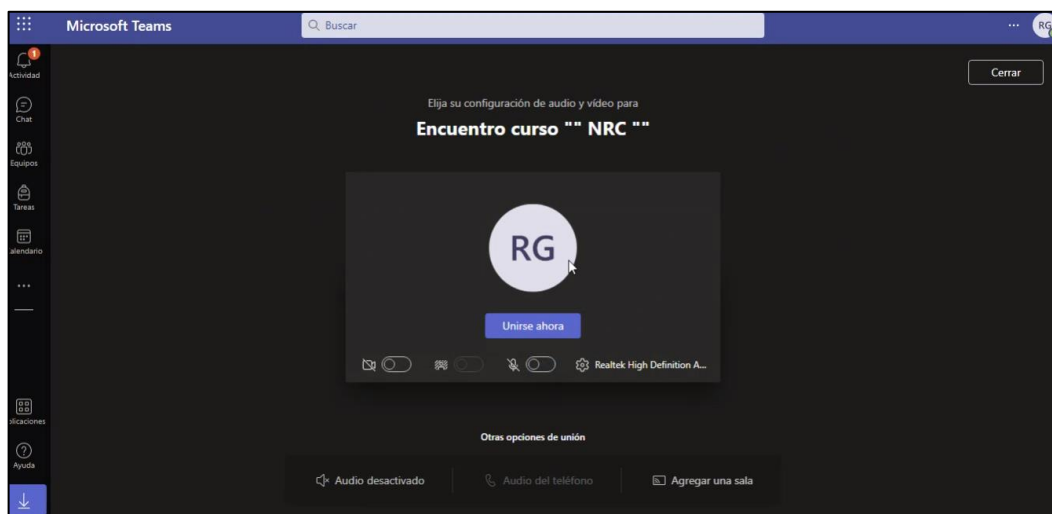 Microsoft Teams
Buscar
RG
1
Actividad
Chat
Equipos
Tareas
alendario
plicaciones
Ayuda
Cerrar
Elija su configuración de audio y vídeo para
Encuentro curso "" NRC ""
RG
Unirse ahora
Realtek High Definition A...
Otras opciones de unión
Audio desactivado
Audio del teléfono
Agregar una sala